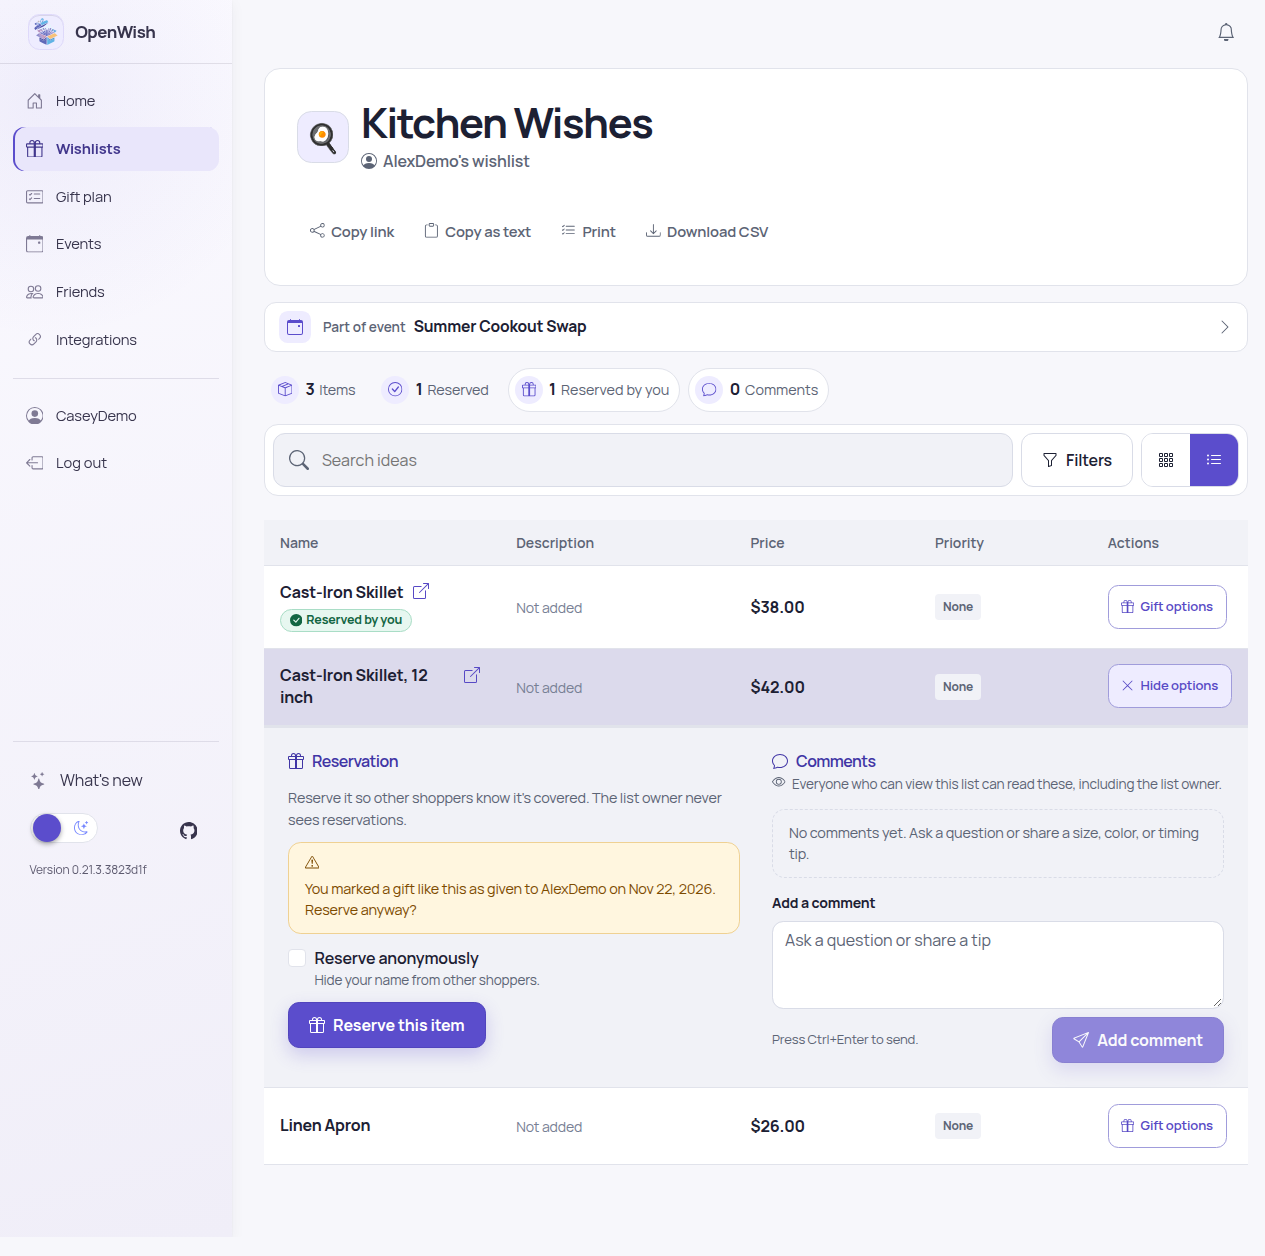 OpenWish
Home
Wishlists
Gift plan
Events
Friends
Integrations
CaseyDemo
Log out
What's new
Version 0.21.3.3823d1f
Kitchen Wishes
AlexDemo's wishlist
Copy link
Copy as text
Print
Download CSV
Part of event Summer Cookout Swap
3 Items
1 Reserved
1 Reserved by you
0 Comments
Search ideas
Filters
Name Description Price Priority Actions
Cast-Iron Skillet
Reserved by you
Not added
$38.00
None
Gift options
Cast-Iron Skillet, 12
inch
Not added
$42.00
None
Hide options
Reservation
Reserve it so other shoppers know it's covered. The list owner never
sees reservations.
You marked a gift like this as given to AlexDemo on Nov 22, 2026.
Reserve anyway?
Reserve anonymously
Hide your name from other shoppers.
Reserve this item
Comments
Everyone who can view this list can read these, including the list owner.
No comments yet. Ask a question or share a size, color, or timing
tip.
Add a comment
Ask a question or share a tip
Press Ctrl+Enter to send.
Add comment
Linen Apron
Not added
$26.00
None
Gift options